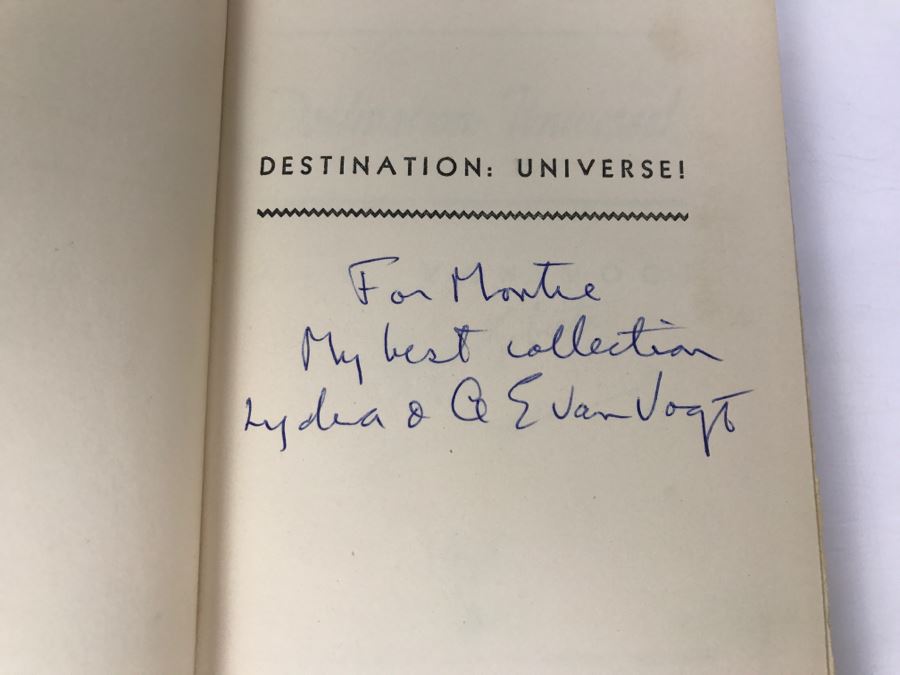 DESTINATION: UNIVERSE!
For Montie
My best collection
Lydia & A E van Vogt